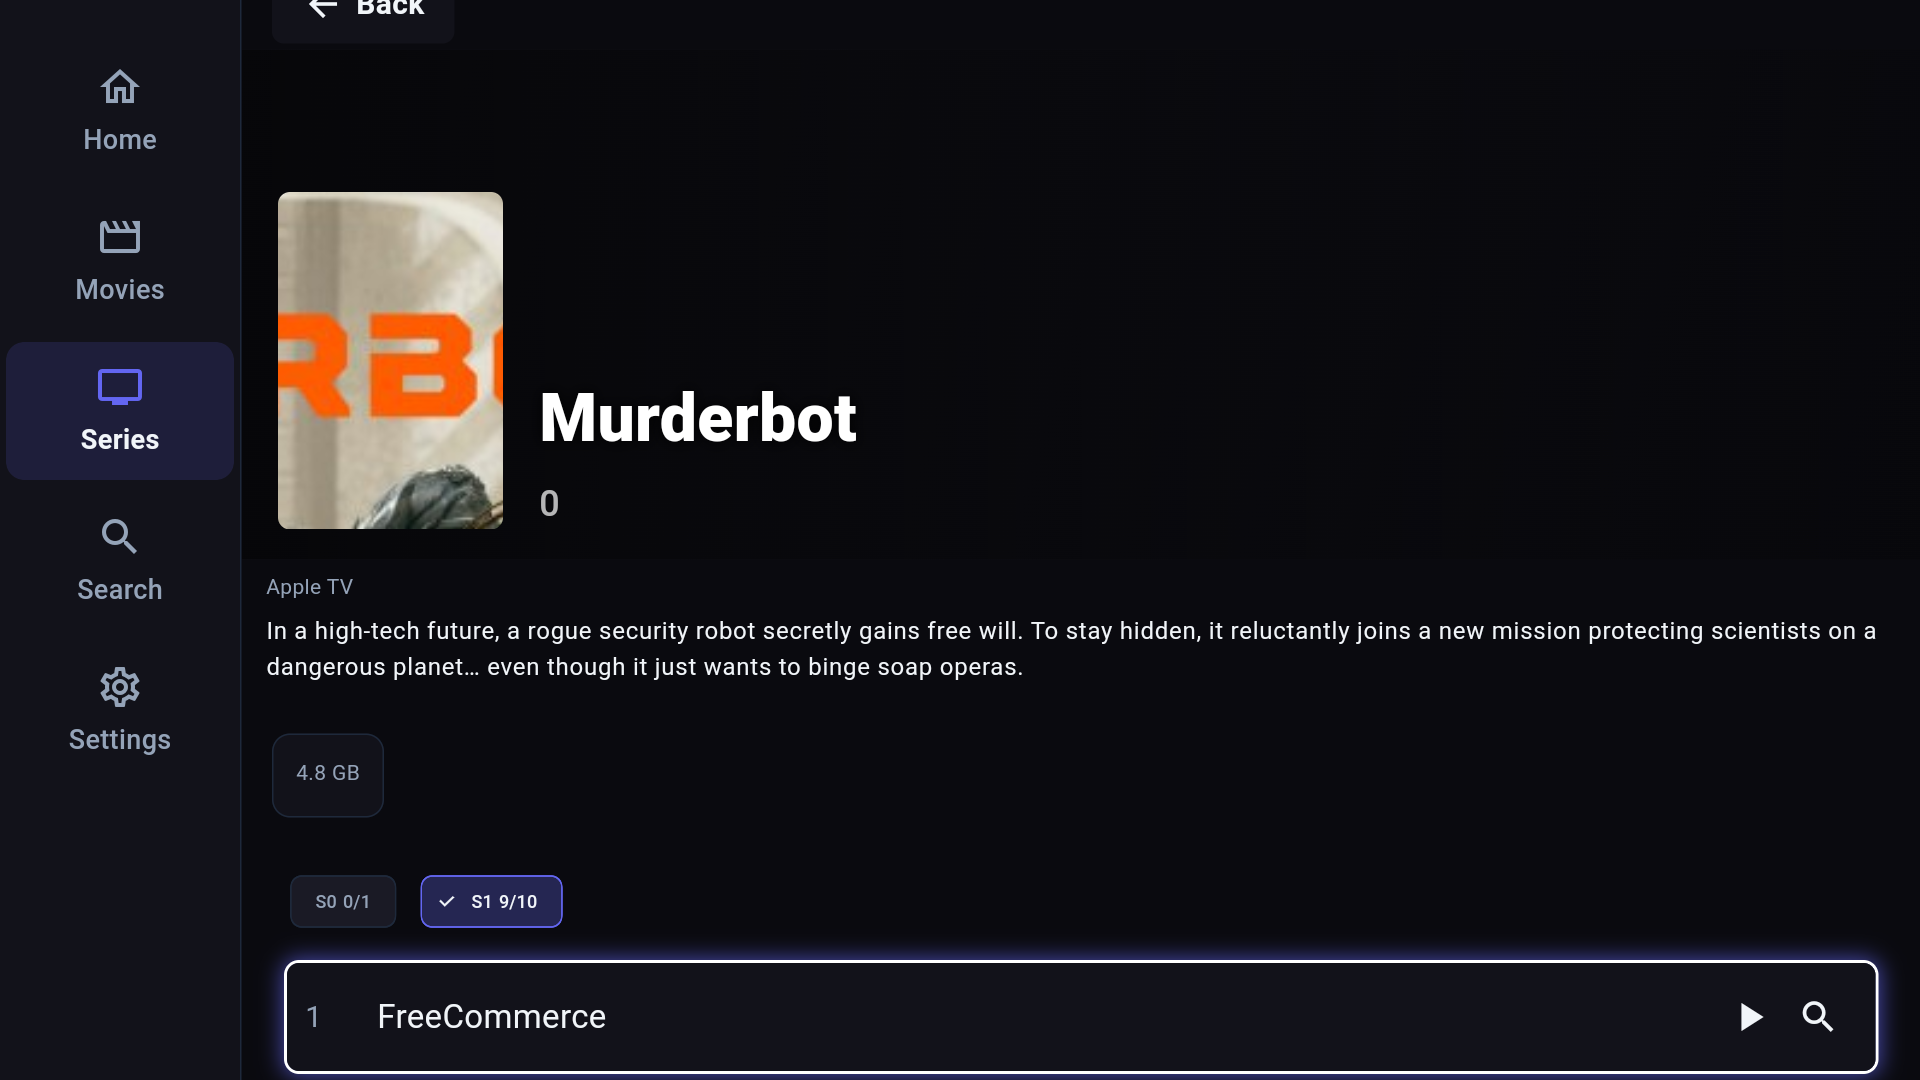 Back
Home
Movies
Series
Search
Settings
RB
Murderbot
0
Apple TV
In a high-tech future, a rogue security robot secretly gains free will. To stay hidden, it reluctantly joins a new mission protecting scientists on a
dangerous planet... even though it just wants to binge soap operas.
4.8 GB
S0 0/1
S1 9/10
1 FreeCommerce